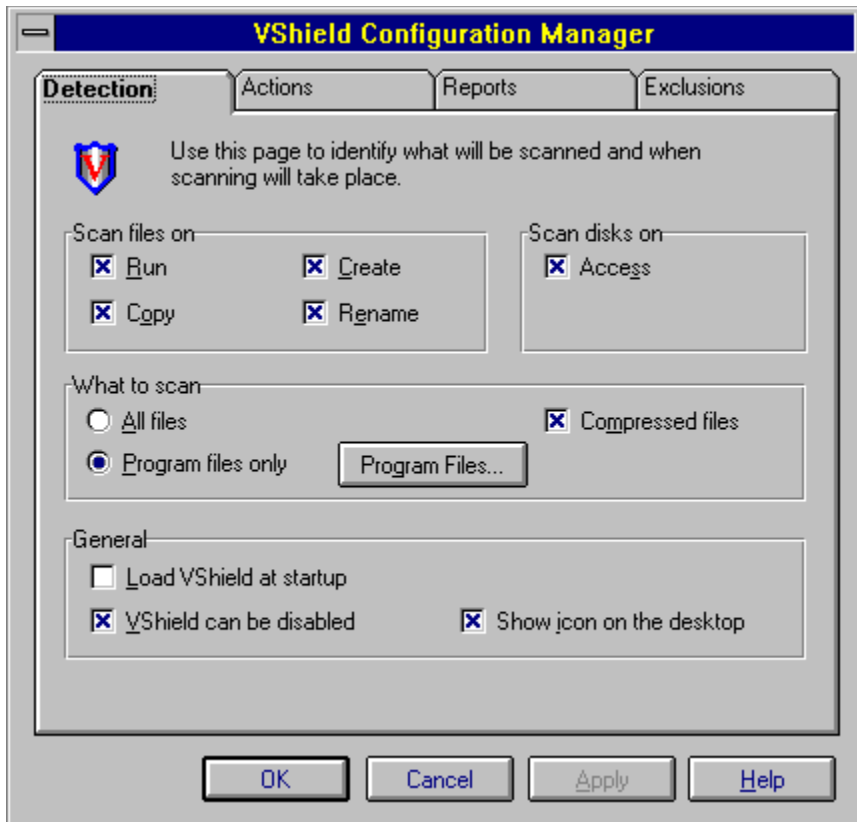 VShield Configuration Manager
Detection Actions Reports Exclusions
Use this page to identify what will be scanned and when
scanning will take place.
Scan files on
Run Create
Copy Rename
Scan disks on
Access
What to scan
All files
Compressed files
Program files only
Program Files...
General
Load VShield at startup
VShield can be disabled
Show icon on the desktop
OK Cancel Apply Help